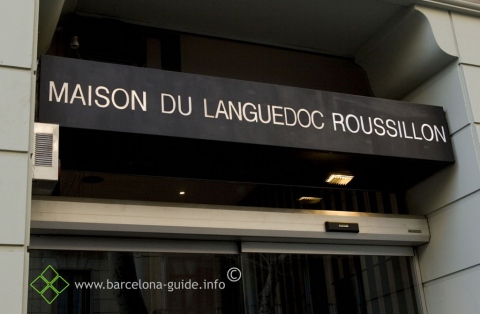 MAISON DU LANGUEDOC ROUSSILLON
www.barcelona-guide.info ©